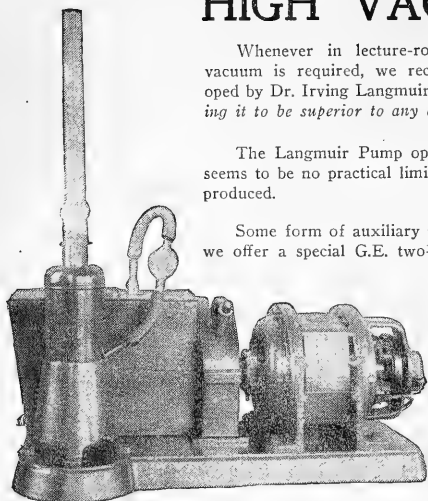 HIGH VAC
Whenever in lecture-ro
vacuum is required, we rec
oped by Dr. Irving Langmuir
ing it to be superior to any
The Langmuir Pump op
seems to be no practical limi
produced.
Some form of auxiliary
we offer a special G.E. two-